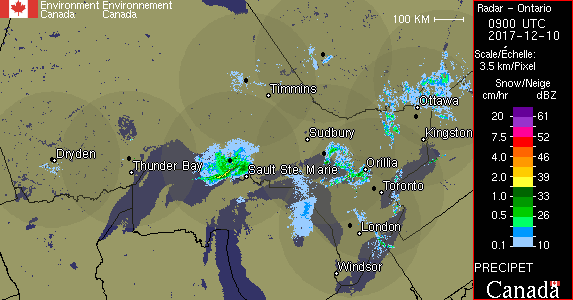 Environment Environnement
Canada Canada
Radar - Ontario
0900 UTC
2017-12-10
100 KM
Scale/Échelle:
3.5 km/Pixel
Snow/Neige
cm/hr dBZ
20 61
7.5 52
4.0 46
2.0 39
1.0 33
0.5 26
0.1 10
PRECIPET
Canada
Timmins
Ottawa
Sudbury
Kingston
Dryden
Thunder Bay
Sault Ste. Marie
Orillia
Toronto
London
Windsor